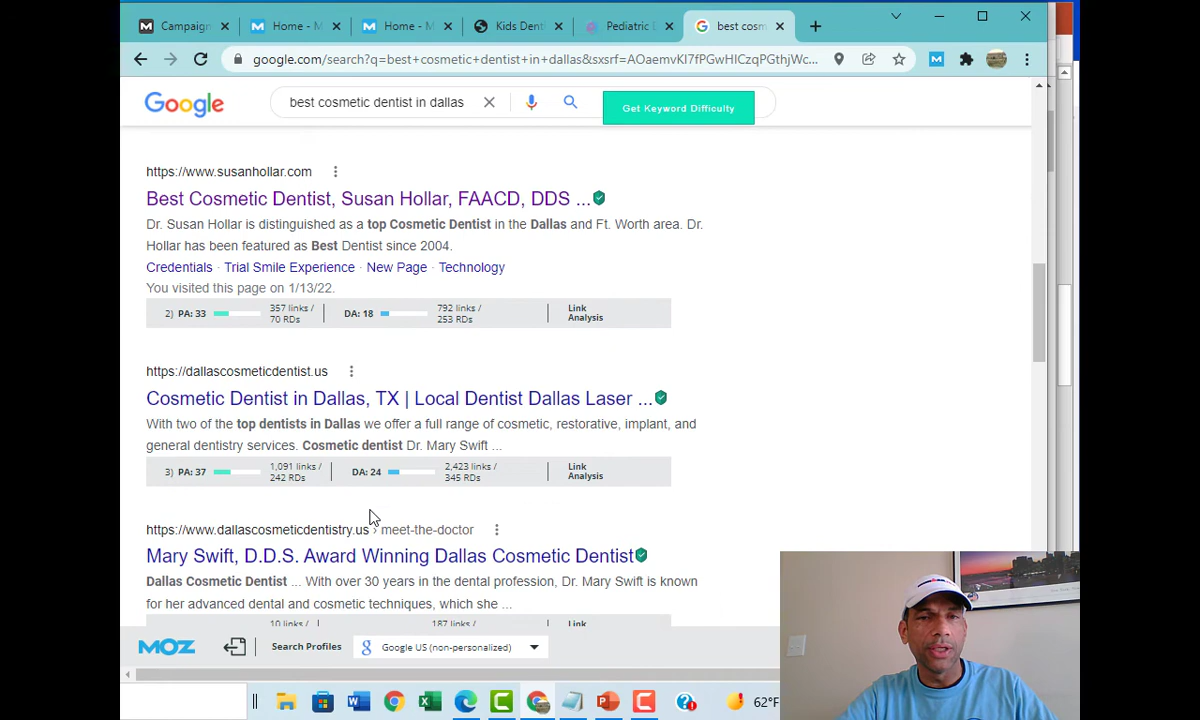 Campaign
Home - M
Home - M
Kids Denti
Pediatric D
best cosm
google.com/search?q=best+cosmetic+dentist+in+dallas&sxsrf=AOaemvKI7fPGwHICzqPGthjWc...
Google
best cosmetic dentist in dallas
Get Keyword Difficulty
https://www.susanhollar.com
Best Cosmetic Dentist, Susan Hollar, FAACD, DDS ...
Dr. Susan Hollar is distinguished as a top Cosmetic Dentist in the Dallas and Ft. Worth area. Dr.
Hollar has been featured as Best Dentist since 2004.
Credentials · Trial Smile Experience · New Page · Technology
You visited this page on 1/13/22.
2) PA: 33 357 links / 70 RDs DA: 18 792 links / 253 RDs Link Analysis
https://dallascosmeticdentist.us
Cosmetic Dentist in Dallas, TX | Local Dentist Dallas Laser ...
With two of the top dentists in Dallas we offer a full range of cosmetic, restorative, implant, and
general dentistry services. Cosmetic dentist Dr. Mary Swift ...
3) PA: 37 1,091 links / 242 RDs DA: 24 2,423 links / 345 RDs Link Analysis
https://www.dallascosmeticdentistry.us › meet-the-doctor
Mary Swift, D.D.S. Award Winning Dallas Cosmetic Dentist
Dallas Cosmetic Dentist ... With over 30 years in the dental profession, Dr. Mary Swift is known
for her advanced dental and cosmetic techniques, which she ...
10 links / 187 links / Link
MOZ Search Profiles Google US (non-personalized)
62°F